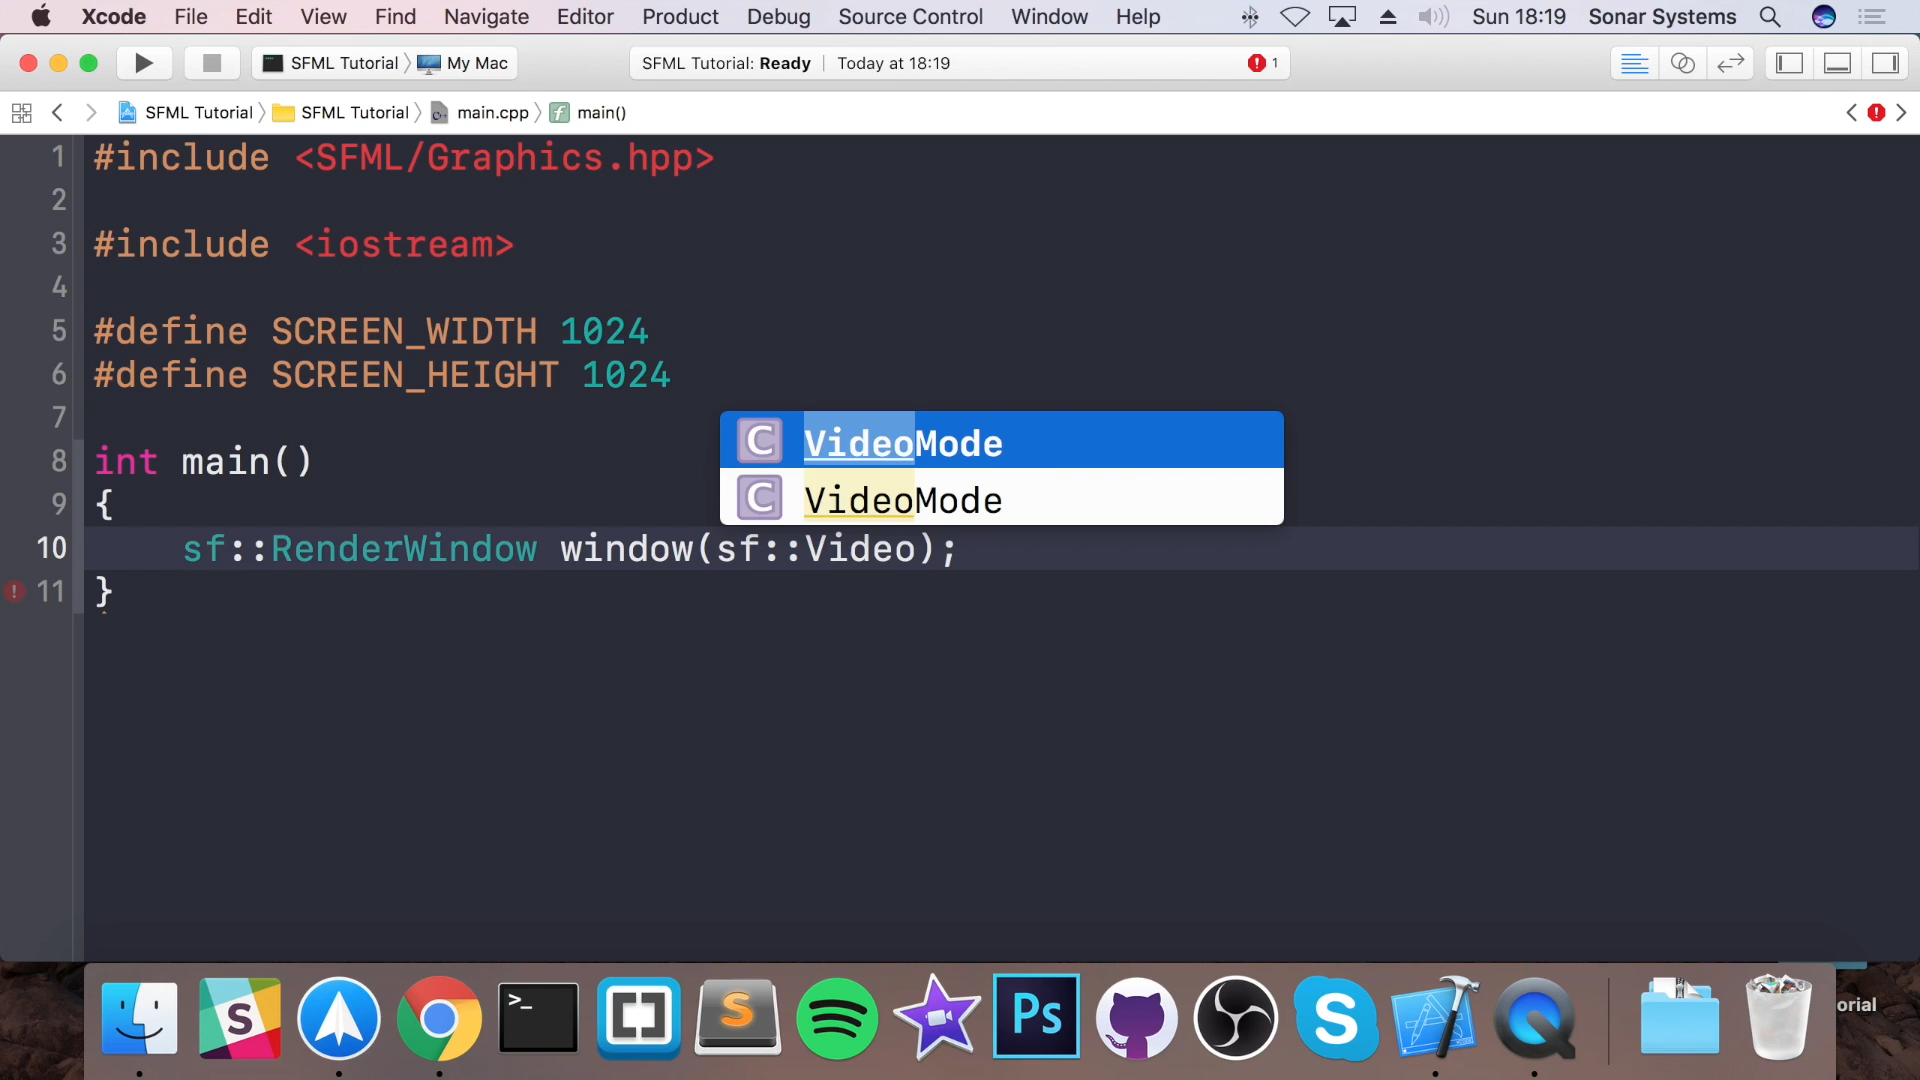 Xcode File Edit View Find Navigate Editor Product Debug Source Control Window Help Sun 18:19 Sonar Systems
SFML Tutorial My Mac SFML Tutorial: Ready Today at 18:19 1
SFML Tutorial SFML Tutorial main.cpp main()
1 #include <SFML/Graphics.hpp>
2
3 #include <iostream>
4
5 #define SCREEN_WIDTH 1024
6 #define SCREEN_HEIGHT 1024
7
C VideoMode
8 int main()
C VideoMode
9 {
10 sf::RenderWindow window(sf::Video);
11 }
orial
S >_ S Ps S